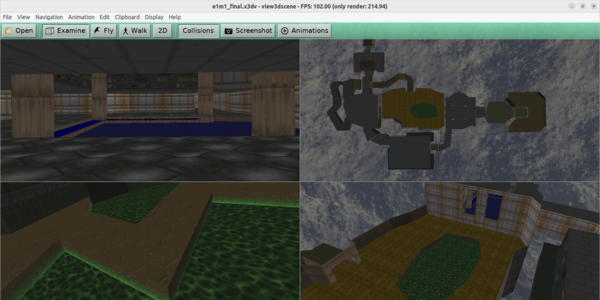 e1m1_final.x3dv - view3dscene - FPS: 102.00 (only render: 214.94)
File View Navigation Animation Edit Clipboard Display Help
Open Examine Fly Walk 2D Collisions Screenshot Animations